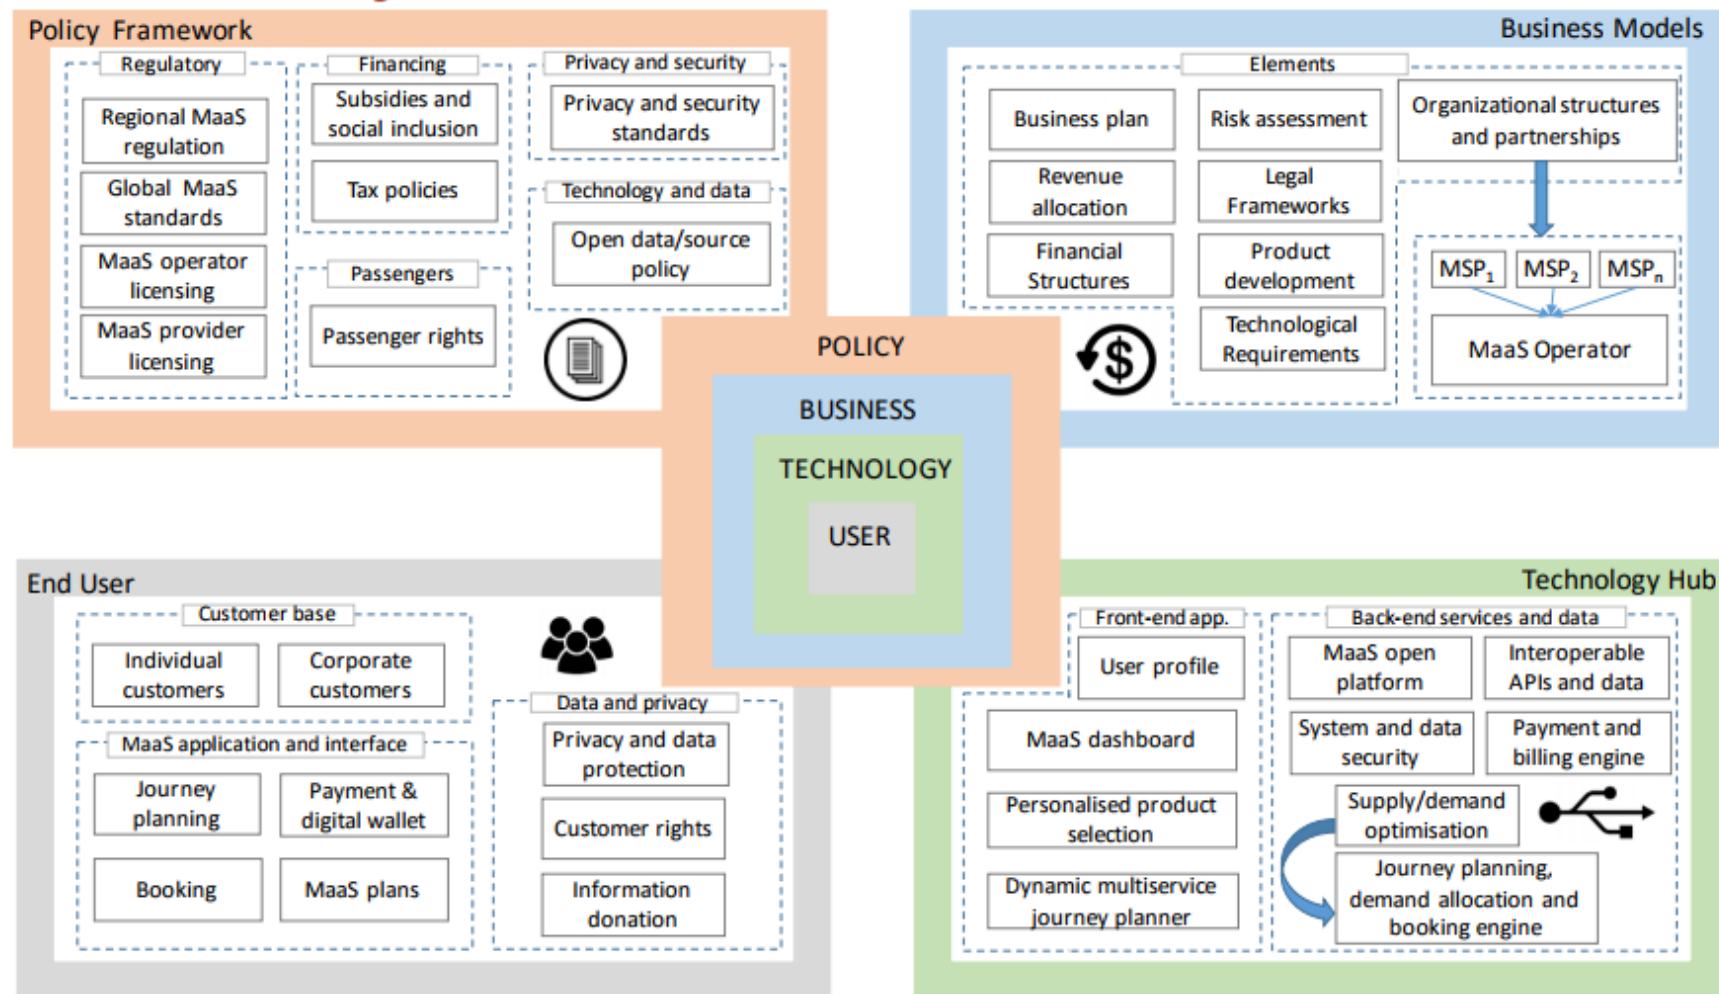 Policy Framework
Regulatory
Regional MaaS
regulation
Global MaaS
standards
MaaS operator
licensing
MaaS provider
licensing
Financing
Subsidies and
social inclusion
Tax policies
Passengers
Passenger rights
Privacy and security
Privacy and security
standards
Technology and data
Open data/source
policy
Business Models
Elements
Business plan
Revenue
allocation
Financial
Structures
Risk assessment
Legal
Frameworks
Product
development
Technological
Requirements
Organizational structures
and partnerships
MSP1
MSP2
MSPn
MaaS Operator
POLICY
BUSINESS
TECHNOLOGY
USER
End User
Customer base
Individual
customers
Corporate
customers
MaaS application and interface
Journey
planning
Payment &
digital wallet
Booking
MaaS plans
Data and privacy
Privacy and data
protection
Customer rights
Information
donation
Technology Hub
Front-end app.
User profile
MaaS dashboard
Personalised product
selection
Dynamic multiservice
journey planner
Back-end services and data
MaaS open
platform
Interoperable
APIs and data
System and data
security
Payment and
billing engine
Supply/demand
optimisation
Journey planning,
demand allocation and
booking engine
$